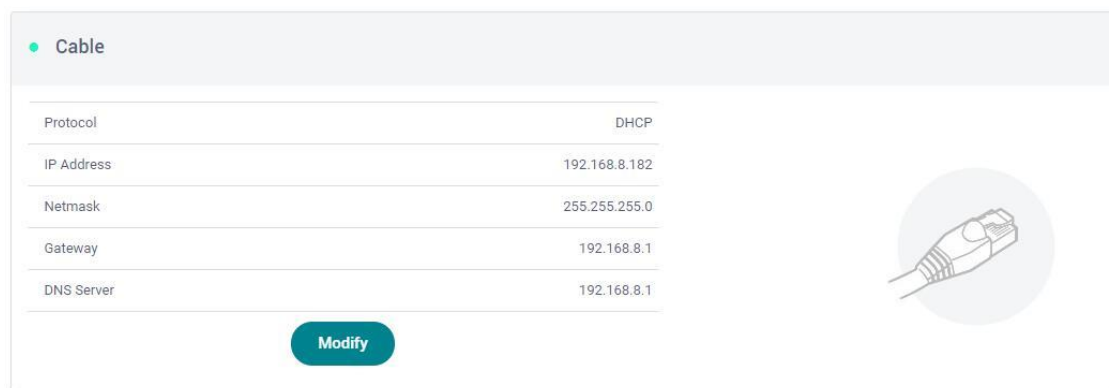 Cable
Protocol DHCP
IP Address 192.168.8.182
Netmask 255.255.255.0
Gateway 192.168.8.1
DNS Server 192.168.8.1
Modify